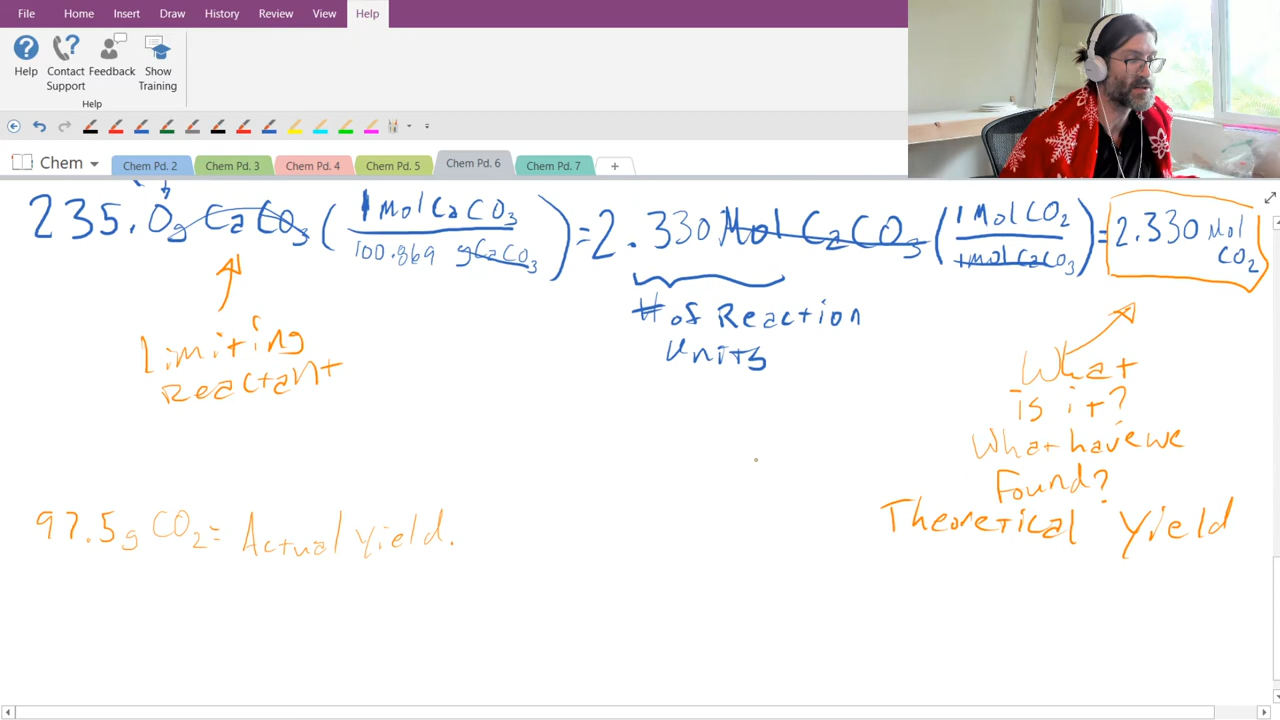 File Home Insert Draw History Review View Help
Help Contact Support Feedback Show Training
Help
Chem Chem Pd. 2 Chem Pd. 3 Chem Pd. 4 Chem Pd. 5 Chem Pd. 6 Chem Pd. 7 +
235.0g CaCO3 (1 Mol CaCO3 / 100.869 gCaCO3) = 2.330 Mol CaCO3 (1 Mol CO2 / 1 mol CaCO3) = 2.330 Mol CO2
# of Reaction
Units
Limiting
Reactant
What
is it?
What have we
Found?
Theoretical Yield
97.5g CO2 = Actual yield.